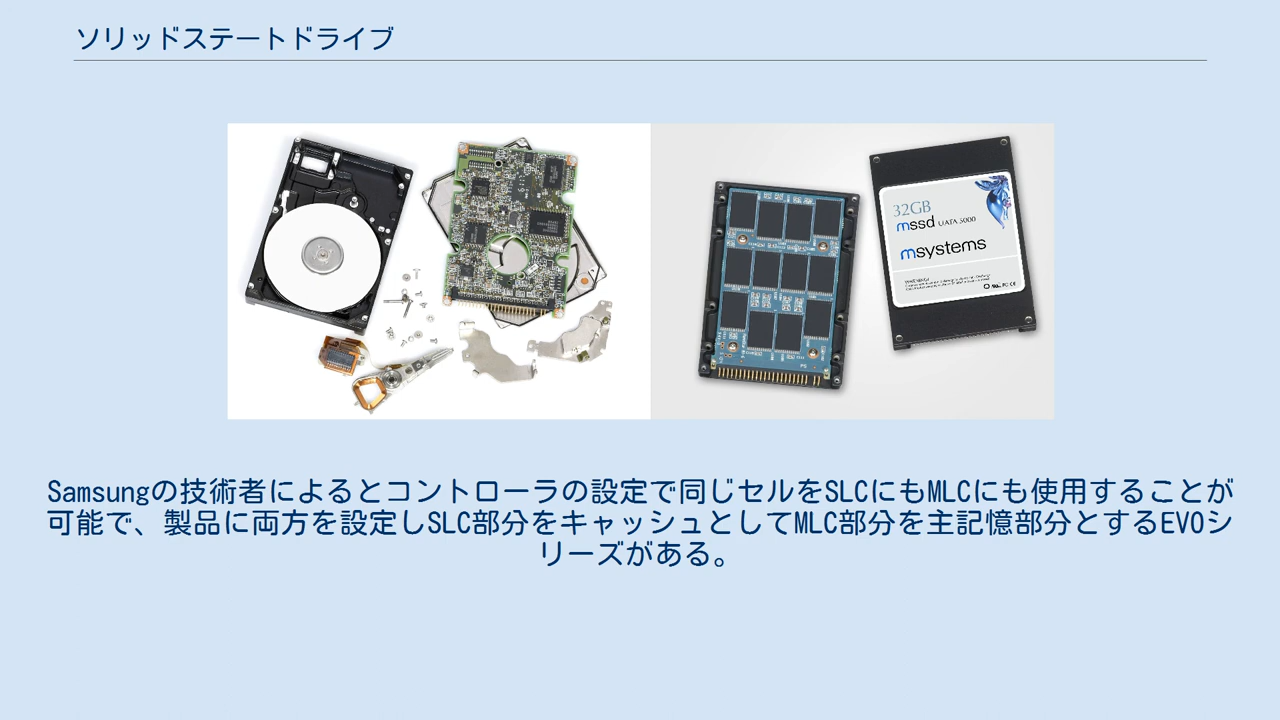 ソリッドステートドライブ
32GB
mssd UATA 5000
msystems
Samsungの技術者によるとコントローラの設定で同じセルをSLCにもMLCにも使用することが
可能で、製品に両方を設定しSLC部分をキャッシュとしてMLC部分を主記憶部分とするEVOシ
リーズがある。